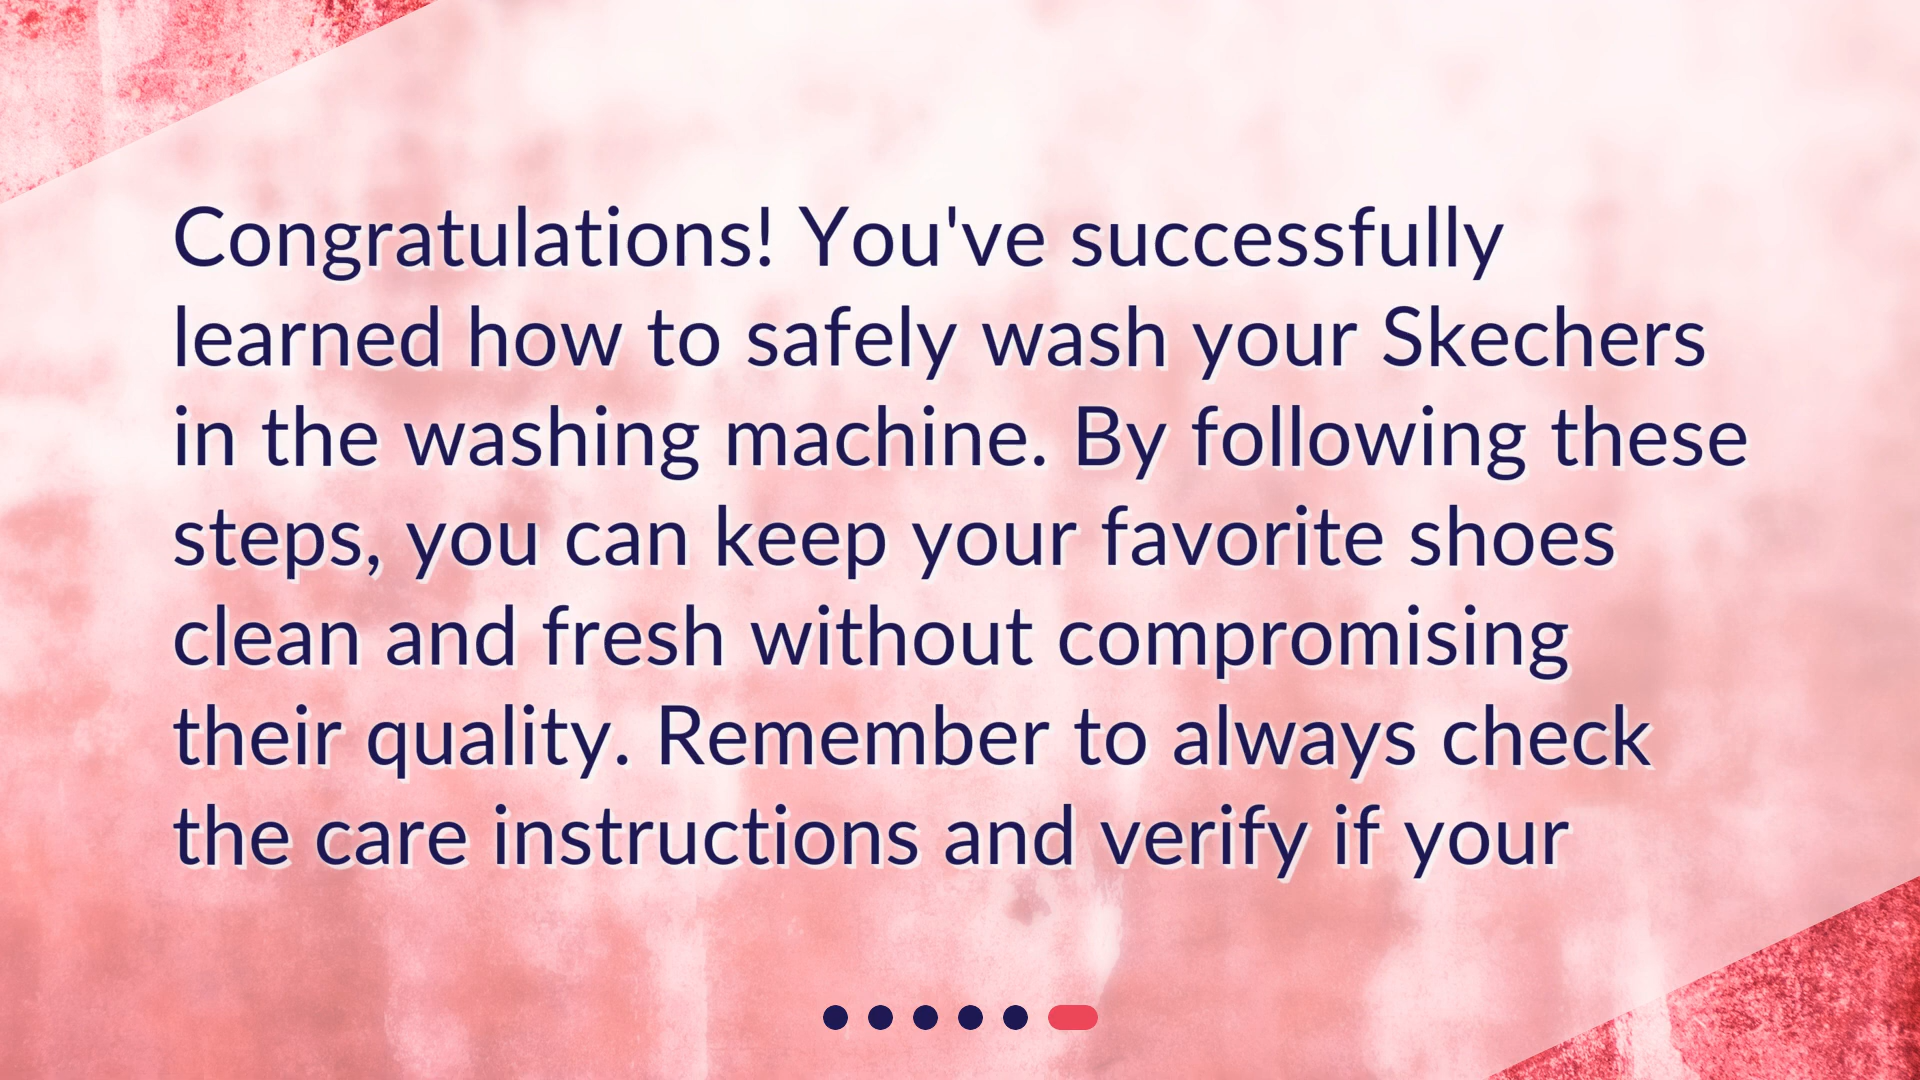 Congratulations! You've successfully
learned how to safely wash your Skechers
in the washing machine. By following these
steps, you can keep your favorite shoes
clean and fresh without compromising
their quality. Remember to always check
the care instructions and verify if your